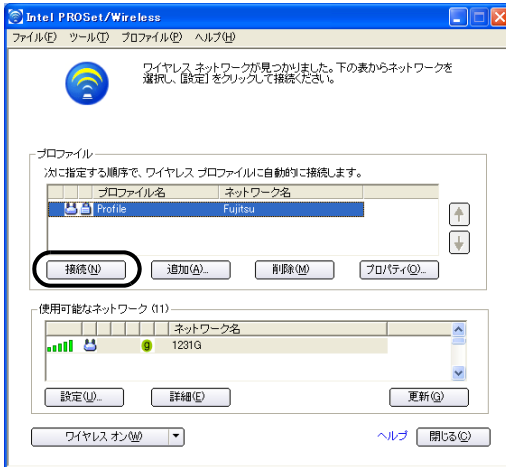 Intel PROSet/Wireless
ファイル(F) ツール(T) プロファイル(P) ヘルプ(H)
ワイヤレス ネットワークが見つかりました。下の表からネットワークを
選択し、[設定] をクリックして接続ください。
プロファイル
次に指定する順序で、ワイヤレス プロファイルに自動的に接続します。
プロファイル名 ネットワーク名
Profile Fujitsu
接続(N) 追加(A)... 削除(M) プロパティ(O)...
使用可能なネットワーク (11)
ネットワーク名
g 1231G
設定(U)... 詳細(E) 更新(G)
ワイヤレス オン(W) ヘルプ 閉じる(C)